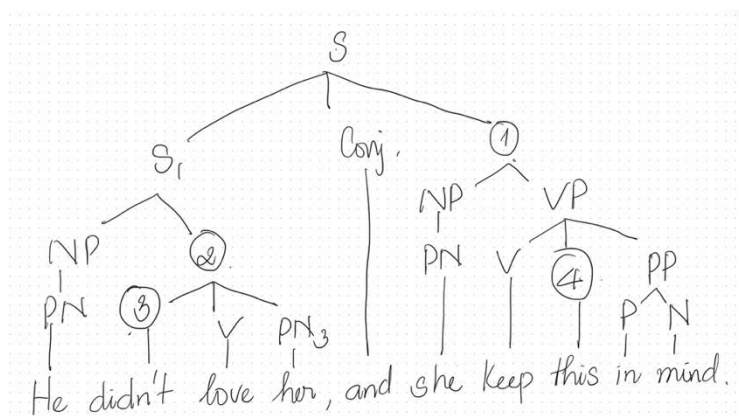 S
S₁ Conj. ①
NP VP
NP ②
PN V ④ PP
PN ③ V PN₃ P N
He didn't love her, and she keep this in mind.